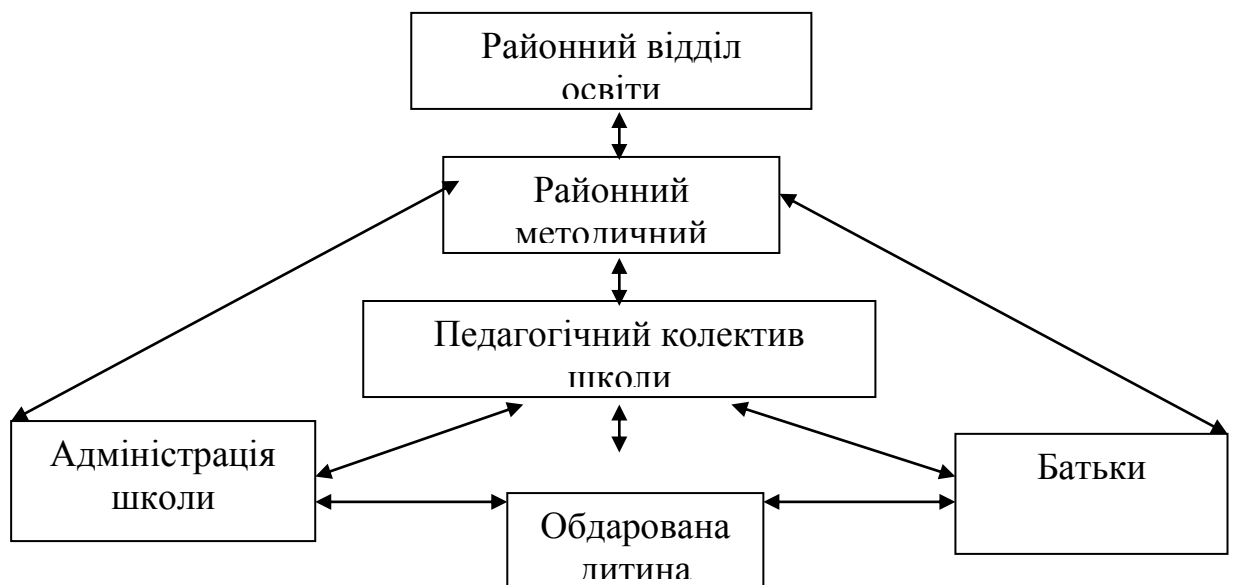 Районний відділ
освіти
Районний
методичний
Педагогічний колектив
школи
Адміністрація
школи
Батьки
Обдарована
дитина